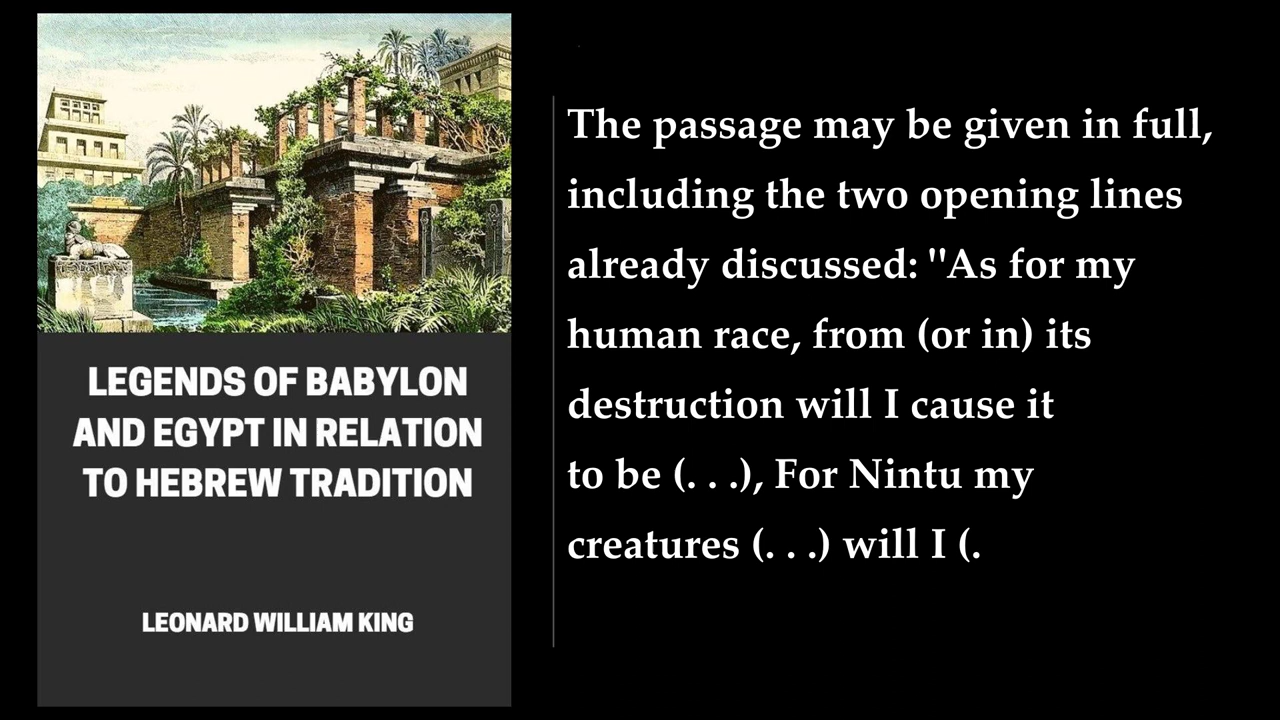 LEGENDS OF BABYLON
AND EGYPT IN RELATION
TO HEBREW TRADITION
LEONARD WILLIAM KING
The passage may be given in full,
including the two opening lines
already discussed: "As for my
human race, from (or in) its
destruction will I cause it
to be (. . .), For Nintu my
creatures (. . .) will I (.